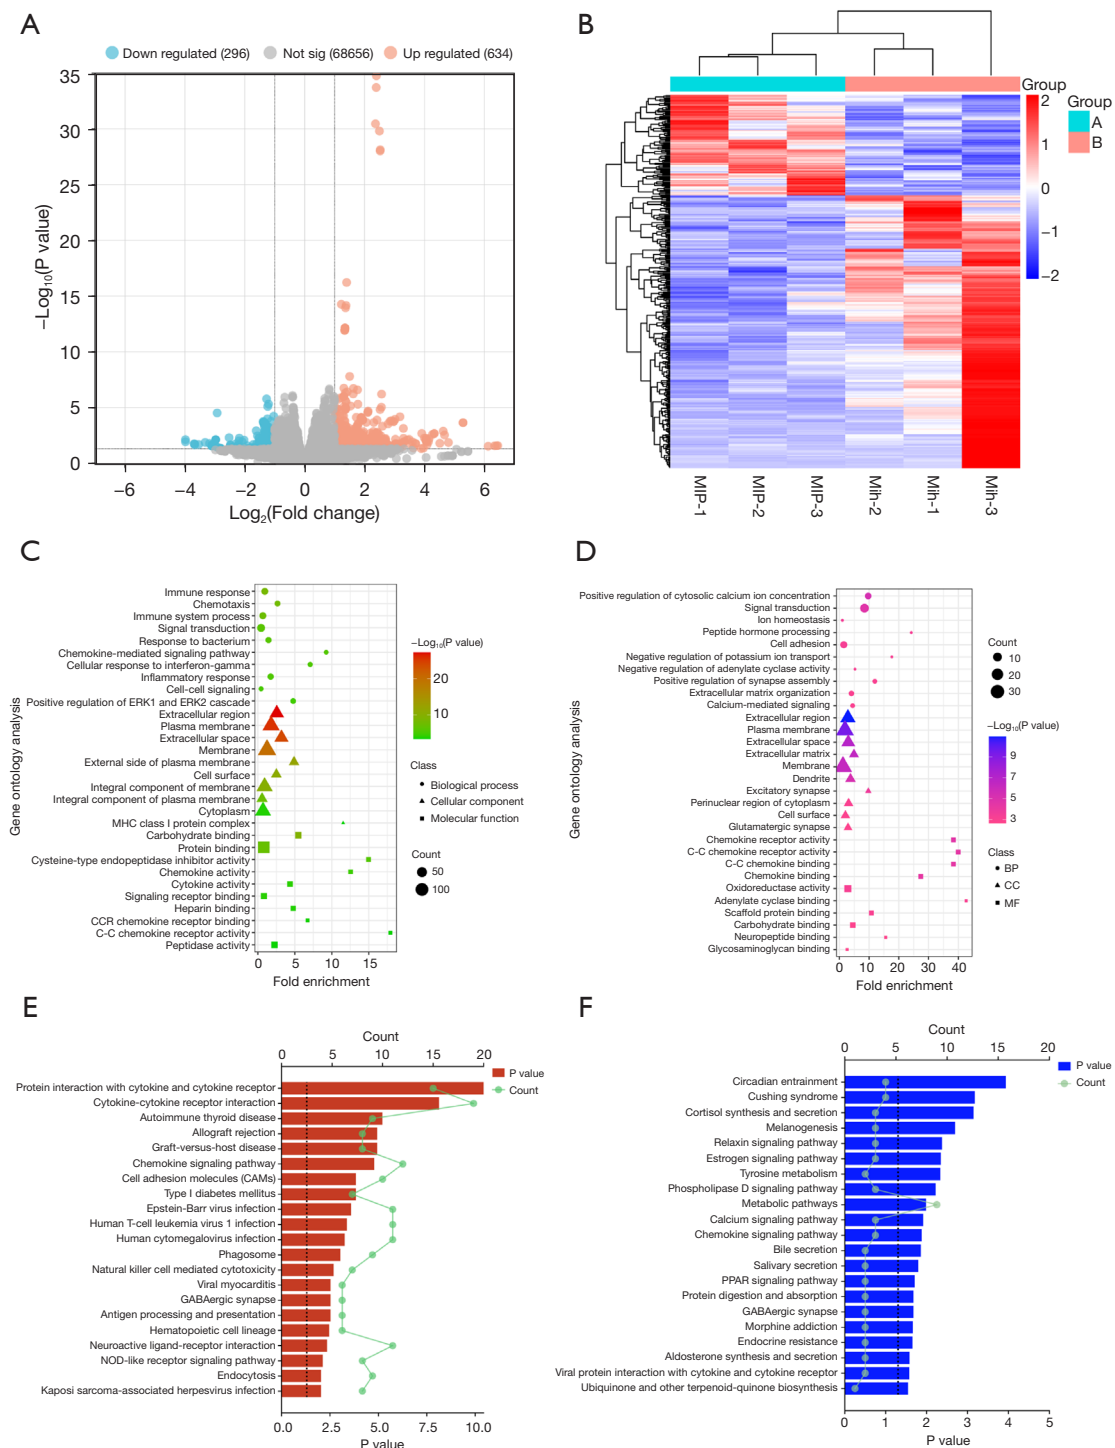 A
Down regulated (296)
Not sig (68656)
Up regulated (634)
35
30
25
20
15
10
5
0
−Log10(P value)
−6
−4
−2
0
2
4
6
Log2(Fold change)
B
Group
2
1
0
−1
−2
Group
A
B
MIP-1
MIP-2
MIP-3
Mih-2
Mih-1
Mih-3
C
Gene ontology analysis
Immune response
Chemotaxis
Immune system process
Signal transduction
Response to bacterium
Chemokine-mediated signaling pathway
Cellular response to interferon-gamma
Inflammatory response
Cell-cell signaling
Positive regulation of ERK1 and ERK2 cascade
Extracellular region
Plasma membrane
Extracellular space
Membrane
External side of plasma membrane
Cell surface
Integral component of membrane
Integral component of plasma membrane
Cytoplasm
MHC class I protein complex
Carbohydrate binding
Protein binding
Cysteine-type endopeptidase inhibitor activity
Chemokine activity
Cytokine activity
Signaling receptor binding
Heparin binding
CCR chemokine receptor binding
C-C chemokine receptor activity
Peptidase activity
0
5
10
15
Fold enrichment
−Log10(P value)
20
10
Class
Biological process
Cellular component
Molecular function
Count
50
100
D
Gene ontology analysis
Positive regulation of cytosolic calcium ion concentration
Signal transduction
Ion homeostasis
Peptide hormone processing
Cell adhesion
Negative regulation of potassium ion transport
Negative regulation of adenylate cyclase activity
Positive regulation of synapse assembly
Extracellular matrix organization
Calcium-mediated signaling
Extracellular region
Plasma membrane
Extracellular space
Extracellular matrix
Membrane
Dendrite
Excitatory synapse
Perinuclear region of cytoplasm
Cell surface
Glutamatergic synapse
Chemokine receptor activity
C-C chemokine receptor activity
C-C chemokine binding
Chemokine binding
Oxidoreductase activity
Adenylate cyclase binding
Scaffold protein binding
Carbohydrate binding
Neuropeptide binding
Glycosaminoglycan binding
0
10
20
30
40
Fold enrichment
Count
10
20
30
−Log10(P value)
9
7
5
3
Class
BP
CC
MF
E
Count
0
5
10
15
20
P value
Count
Protein interaction with cytokine and cytokine receptor
Cytokine-cytokine receptor interaction
Autoimmune thyroid disease
Allograft rejection
Graft-versus-host disease
Chemokine signaling pathway
Cell adhesion molecules (CAMs)
Type I diabetes mellitus
Epstein-Barr virus infection
Human T-cell leukemia virus 1 infection
Human cytomegalovirus infection
Phagosome
Natural killer cell mediated cytotoxicity
Viral myocarditis
GABAergic synapse
Antigen processing and presentation
Hematopoietic cell lineage
Neuroactive ligand-receptor interaction
NOD-like receptor signaling pathway
Endocytosis
Kaposi sarcoma-associated herpesvirus infection
0.0
2.5
5.0
7.5
10.0
P value
F
Count
0
5
10
15
20
P value
Count
Circadian entrainment
Cushing syndrome
Cortisol synthesis and secretion
Melanogenesis
Relaxin signaling pathway
Estrogen signaling pathway
Tyrosine metabolism
Phospholipase D signaling pathway
Metabolic pathways
Calcium signaling pathway
Chemokine signaling pathway
Bile secretion
Salivary secretion
PPAR signaling pathway
Protein digestion and absorption
GABAergic synapse
Morphine addiction
Endocrine resistance
Aldosterone synthesis and secretion
Viral protein interaction with cytokine and cytokine receptor
Ubiquinone and other terpenoid-quinone biosynthesis
0
1
2
3
4
5
P value